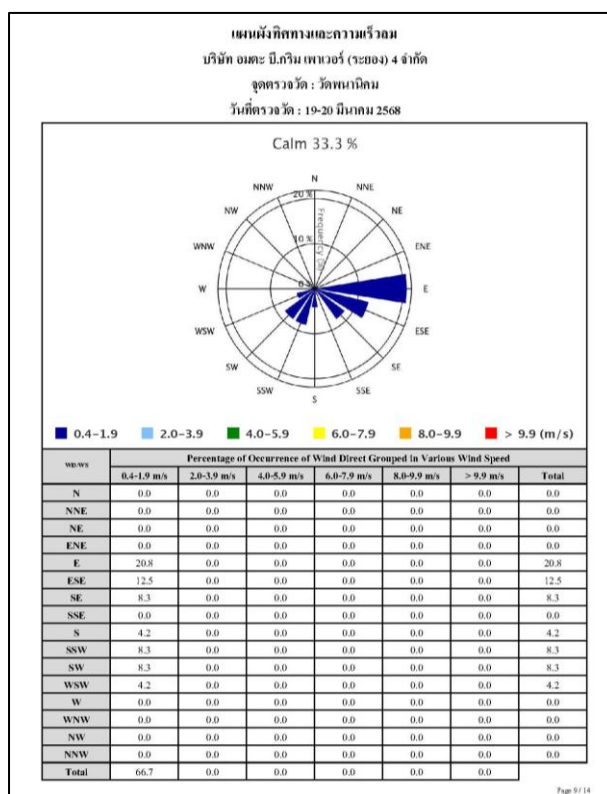 แผนผังทิศทางและความเร็วลม
บริษัท อมตะ บี.กริม เพาเวอร์ (ระยอง) 4 จำกัด
จุดตรวจวัด : วัดพนานิคม
วันที่ตรวจวัด : 19-20 มีนาคม 2568
Calm 33.3 %
N
NNE
NE
ENE
E
ESE
SE
SSE
S
SSW
SW
WSW
W
WNW
NW
NNW
20 %
10 %
0 %
Frequency (%)
0.4-1.9 2.0-3.9 4.0-5.9 6.0-7.9 8.0-9.9 > 9.9 (m/s)
WD/WS Percentage of Occurrence of Wind Direct Grouped in Various Wind Speed
0.4-1.9 m/s 2.0-3.9 m/s 4.0-5.9 m/s 6.0-7.9 m/s 8.0-9.9 m/s > 9.9 m/s Total
N 0.0 0.0 0.0 0.0 0.0 0.0 0.0
NNE 0.0 0.0 0.0 0.0 0.0 0.0 0.0
NE 0.0 0.0 0.0 0.0 0.0 0.0 0.0
ENE 0.0 0.0 0.0 0.0 0.0 0.0 0.0
E 20.8 0.0 0.0 0.0 0.0 0.0 20.8
ESE 12.5 0.0 0.0 0.0 0.0 0.0 12.5
SE 8.3 0.0 0.0 0.0 0.0 0.0 8.3
SSE 0.0 0.0 0.0 0.0 0.0 0.0 0.0
S 4.2 0.0 0.0 0.0 0.0 0.0 4.2
SSW 8.3 0.0 0.0 0.0 0.0 0.0 8.3
SW 8.3 0.0 0.0 0.0 0.0 0.0 8.3
WSW 4.2 0.0 0.0 0.0 0.0 0.0 4.2
W 0.0 0.0 0.0 0.0 0.0 0.0 0.0
WNW 0.0 0.0 0.0 0.0 0.0 0.0 0.0
NW 0.0 0.0 0.0 0.0 0.0 0.0 0.0
NNW 0.0 0.0 0.0 0.0 0.0 0.0 0.0
Total 66.7 0.0 0.0 0.0 0.0 0.0
Page 9 / 14